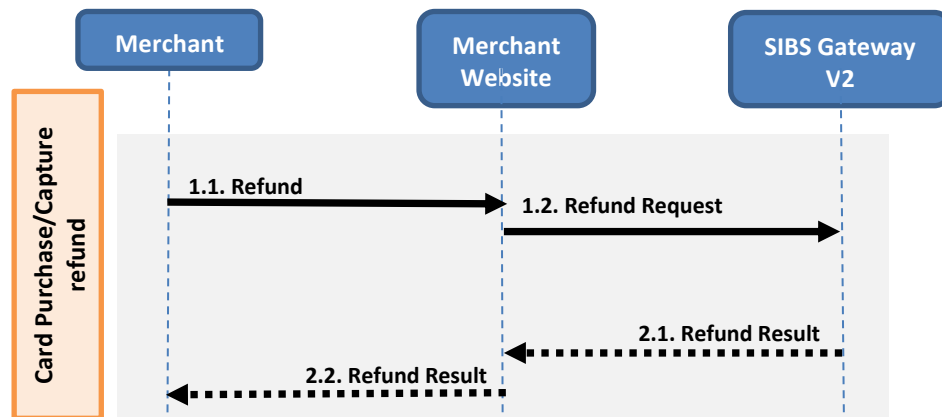 Merchant
Merchant
Website
SIBS Gateway
V2
Card Purchase/Capture
refund
1.1. Refund
1.2. Refund Request
2.1. Refund Result
2.2. Refund Result